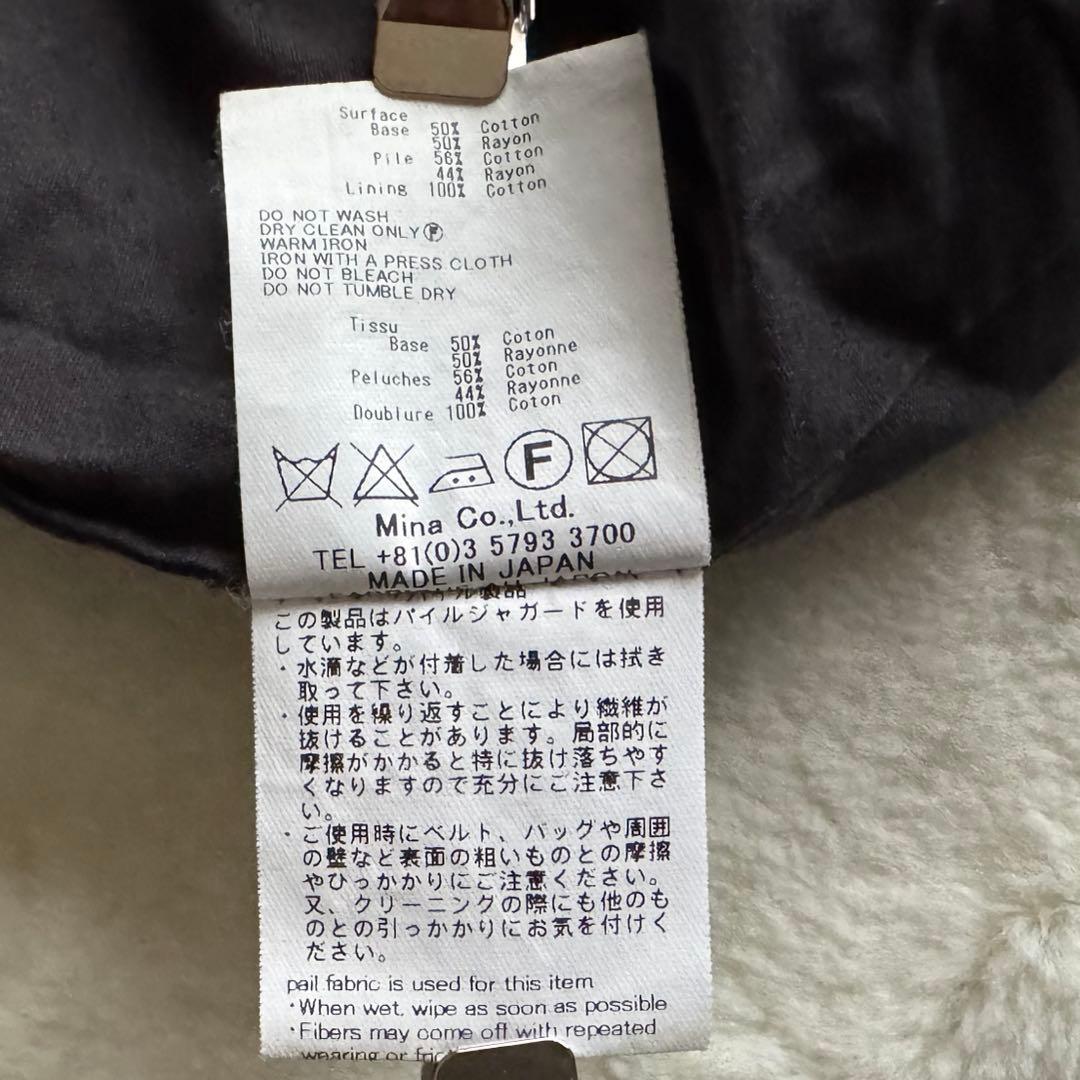 Surface
Base 50% Cotton
50% Rayon
Pile 56% Cotton
44% Rayon
Lining 100% Cotton
DO NOT WASH
DRY CLEAN ONLY Ⓕ
WARM IRON
IRON WITH A PRESS CLOTH
DO NOT BLEACH
DO NOT TUMBLE DRY
Tissu
Base 50% Coton
50% Rayonne
Peluches 56% Coton
44% Rayonne
Doublure 100% Coton
F
Mina Co.,Ltd.
TEL +81(0)3 5793 3700
MADE IN JAPAN
製品
この製品はパイルジャガードを使用
しています。
・水滴などが付着した場合には拭き
取って下さい。
・使用を繰り返すことにより繊維が
抜けることがあります。局部的に
摩擦がかかると特に抜け落ちやす
くなりますので充分にご注意下さ
い。
・ご使用時にベルト、バッグや周囲
の壁など表面の粗いものとの摩擦
やひっかかりにご注意ください。
又、クリーニングの際にも他のも
のとの引っかかりにお気を付けく
ださい。
pail fabric is used for this item
・When wet, wipe as soon as possible
・Fibers may come off with repeated
wearing or